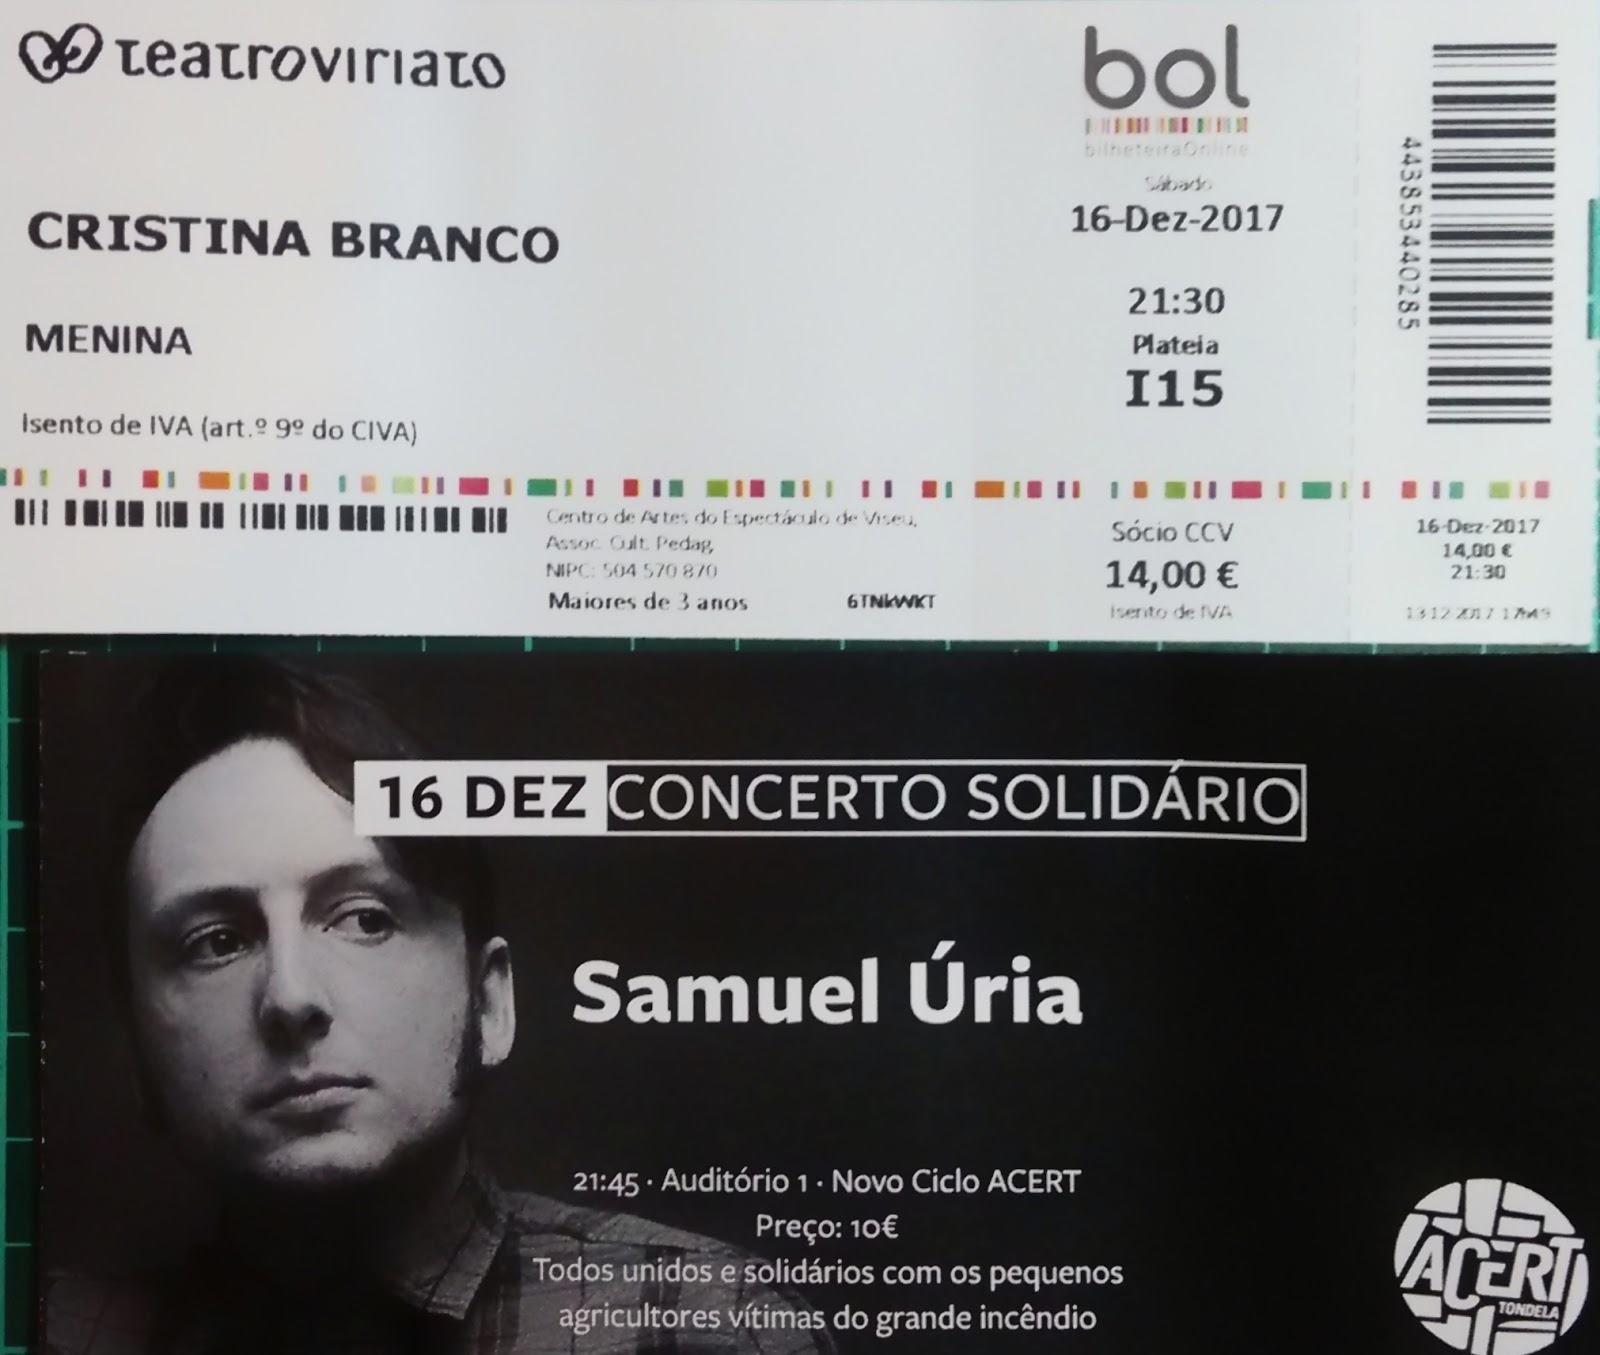 teatroviriato
bol
bilheteiraOnline
Sábado
16-Dez-2017
CRISTINA BRANCO
21:30
MENINA
Plateia
I15
Isento de IVA (art.º 9º do CIVA)
4438534440285
Centro de Artes do Espectáculo de Viseu,
Assoc. Cult. Pedag,
NIPC: 504 570 870
Maiores de 3 anos
6TNkWKT
Sócio CCV
14,00 €
Isento de IVA
16-Dez-2017
14,00 €
21:30
13 12 2017
16 DEZ CONCERTO SOLIDÁRIO
Samuel Úria
21:45 · Auditório 1 · Novo Ciclo ACERT
Preço: 10€
Todos unidos e solidários com os pequenos
agricultores vítimas do grande incêndio
ACERT
TONDELA